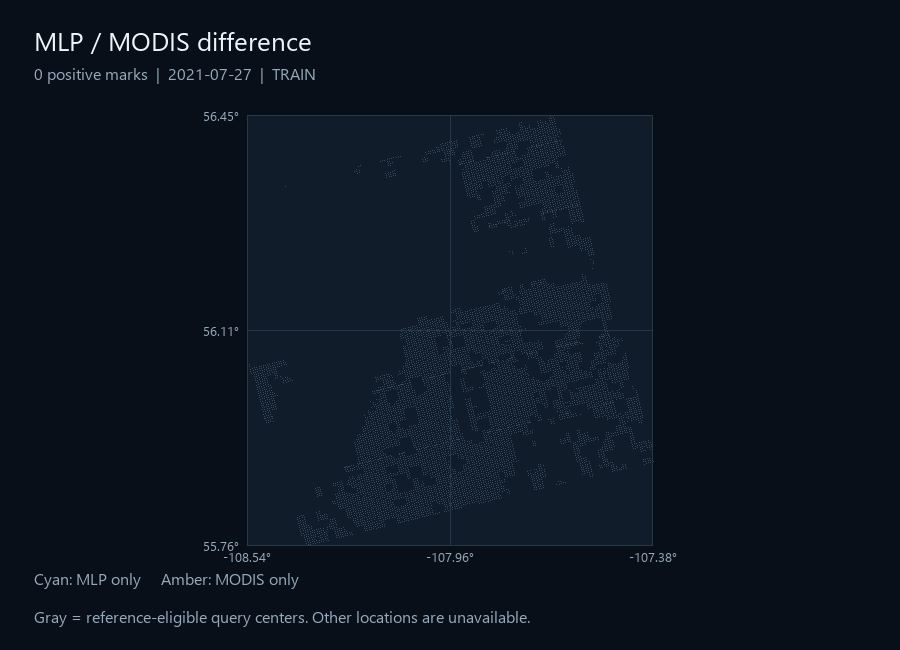 MLP / MODIS difference
0 positive marks | 2021-07-27 | TRAIN
56.45°
56.11°
55.76°
-108.54° -107.96° -107.38°
Cyan: MLP only Amber: MODIS only
Gray = reference-eligible query centers. Other locations are unavailable.